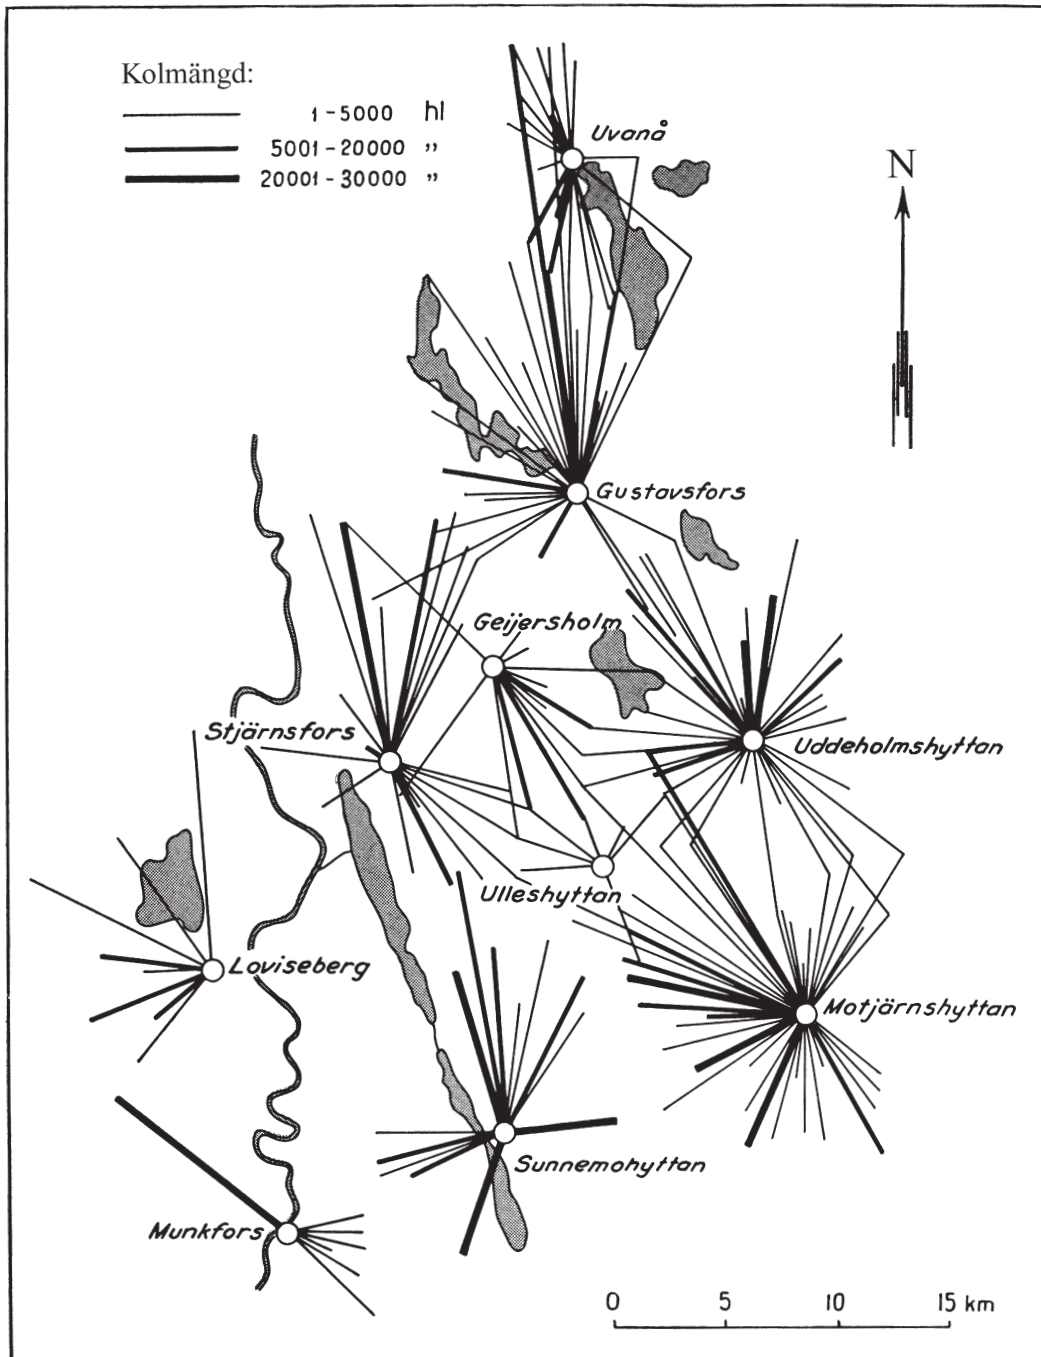 Kolmängd:
1-5000 hl
5001-20000 „
20001-30000 „
Uvanå
N
Gustavsfors
Geijersholm
Stjärnsfors
Uddeholmshyttan
Ulleshyttan
Loviseberg
Motjärnshyttan
Sunnemohyttan
Munkfors
0 5 10 15 km